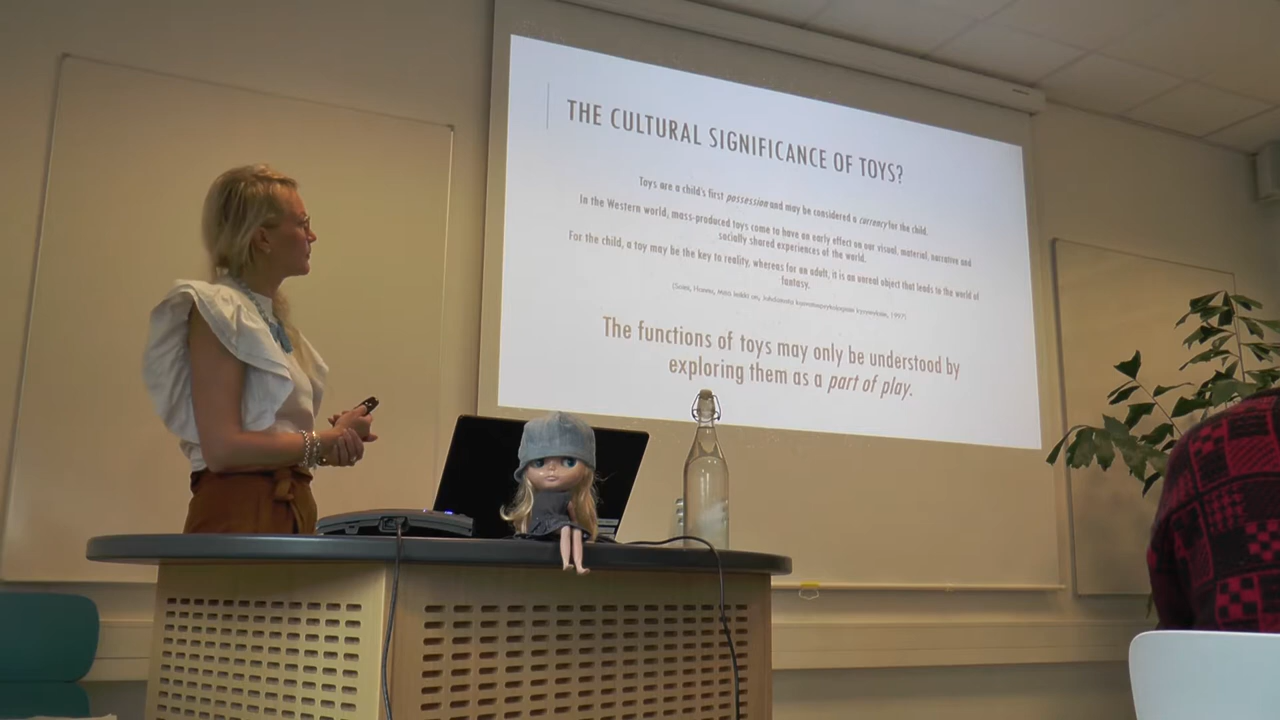 THE CULTURAL SIGNIFICANCE OF TOYS?
Toys are a child's first possession and may be considered a currency for the child.
In the Western world, mass-produced toys come to have an early effect on our visual, material, narrative and
socially shared experiences of the world.
For the child, a toy may be the key to reality, whereas for an adult, it is an unreal object that leads to the world of
fantasy.
1997)
The functions of toys may only be understood by
exploring them as a part of play.